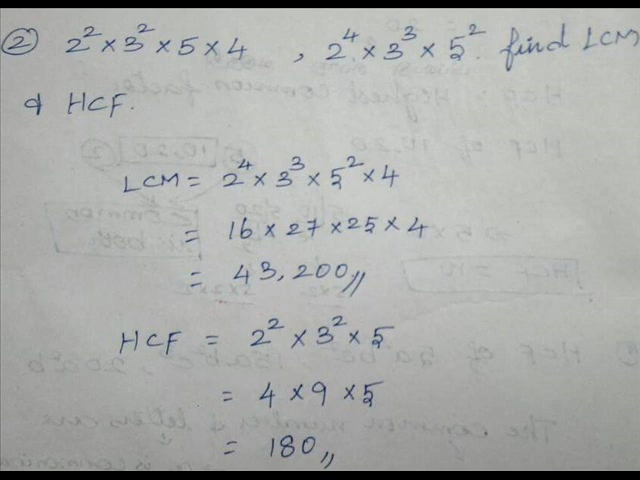 ② 2² × 3² × 5 × 4 , 2⁴ × 3³ × 5² find LCM
& HCF.
LCM = 2⁴ × 3³ × 5² × 4
= 16 × 27 × 25 × 4
= 43,200,,
HCF = 2² × 3² × 5
= 4 × 9 × 5
= 180,,